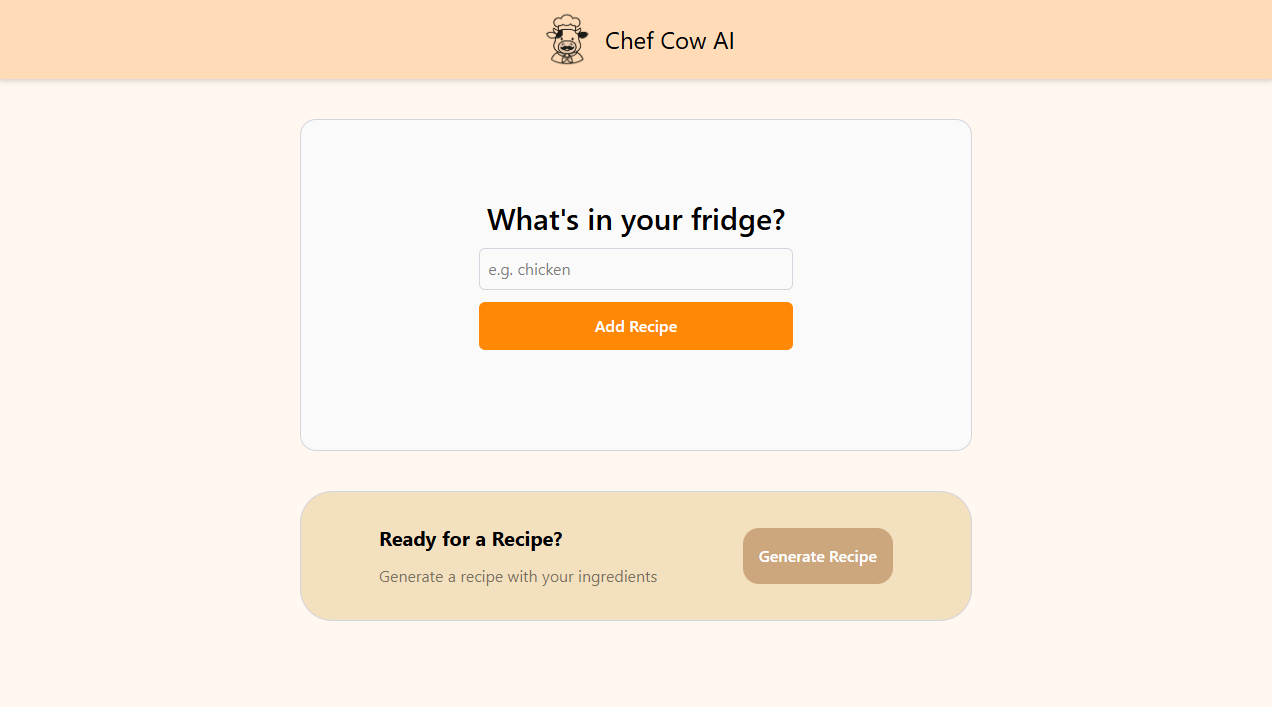 Chef Cow AI
What's in your fridge?
e.g. chicken
Add Recipe
Ready for a Recipe?
Generate a recipe with your ingredients
Generate Recipe